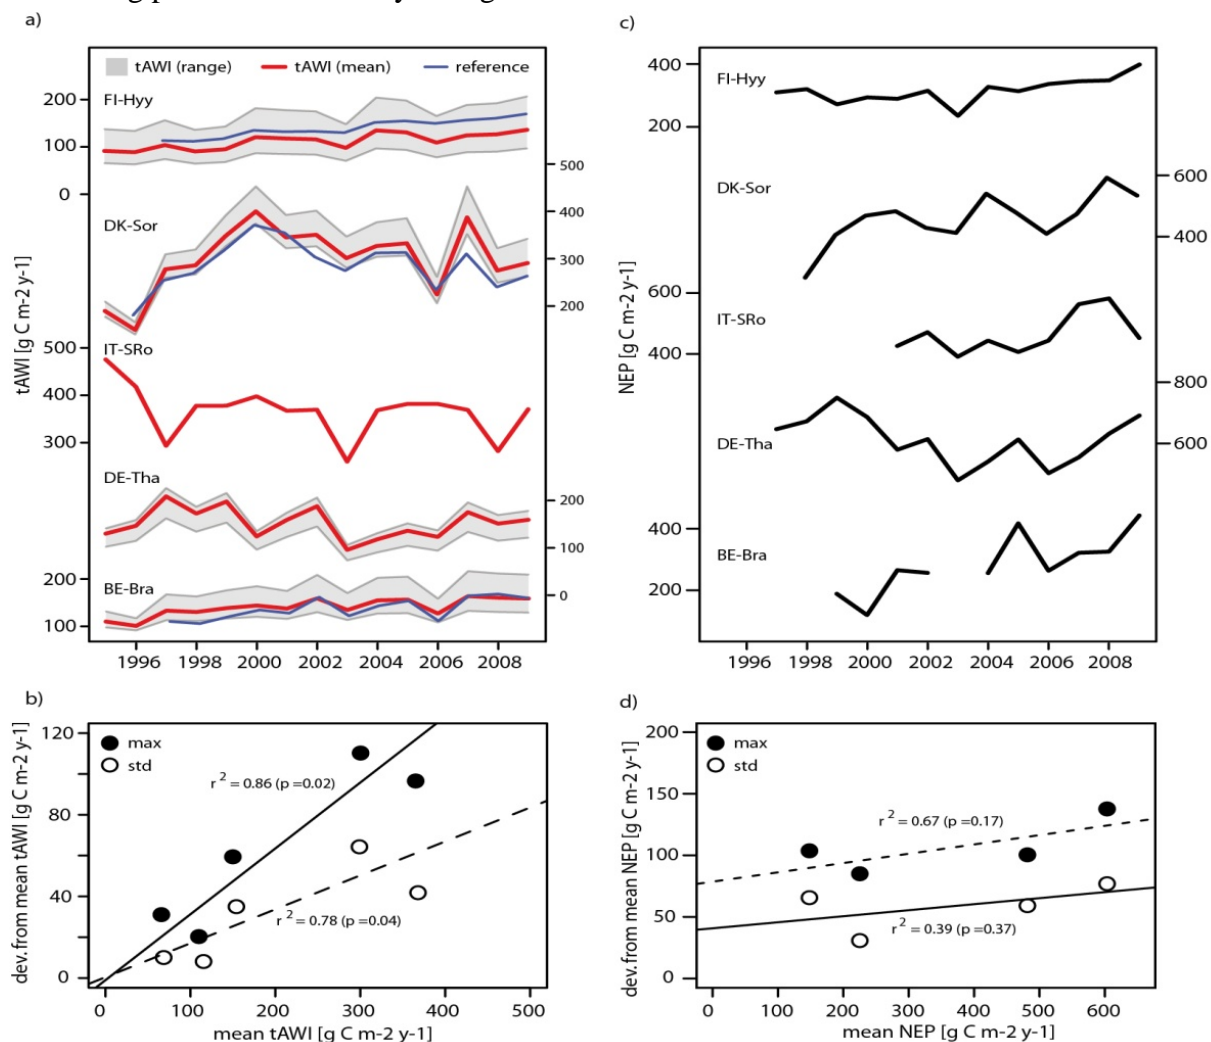 a)
tAWI (range) tAWI (mean) reference
FI-Hyy
200
100
0
500
400
300
200
DK-Sor
tAWI [g C m-2 y-1]
IT-SRo
500
400
300
DE-Tha
200
100
0
BE-Bra
200
100
1996 1998 2000 2002 2004 2006 2008
c)
FI-Hyy
400
200
DK-Sor
600
400
NEP [g C m-2 y-1]
600
IT-SRo
400
800
DE-Tha
600
400
BE-Bra
200
1996 1998 2000 2002 2004 2006 2008
b)
dev.from mean tAWI [g C m-2 y-1]
120
80
40
0
max
std
r 2 = 0.86 (p =0.02)
r 2 = 0.78 (p =0.04)
0 100 200 300 400 500
mean tAWI [g C m-2 y-1]
d)
dev.from mean NEP [g C m-2 y-1]
200
150
100
50
0
max
std
r 2 = 0.67 (p =0.17)
r 2 = 0.39 (p =0.37)
0 100 200 300 400 500 600
mean NEP [g C m-2 y-1]